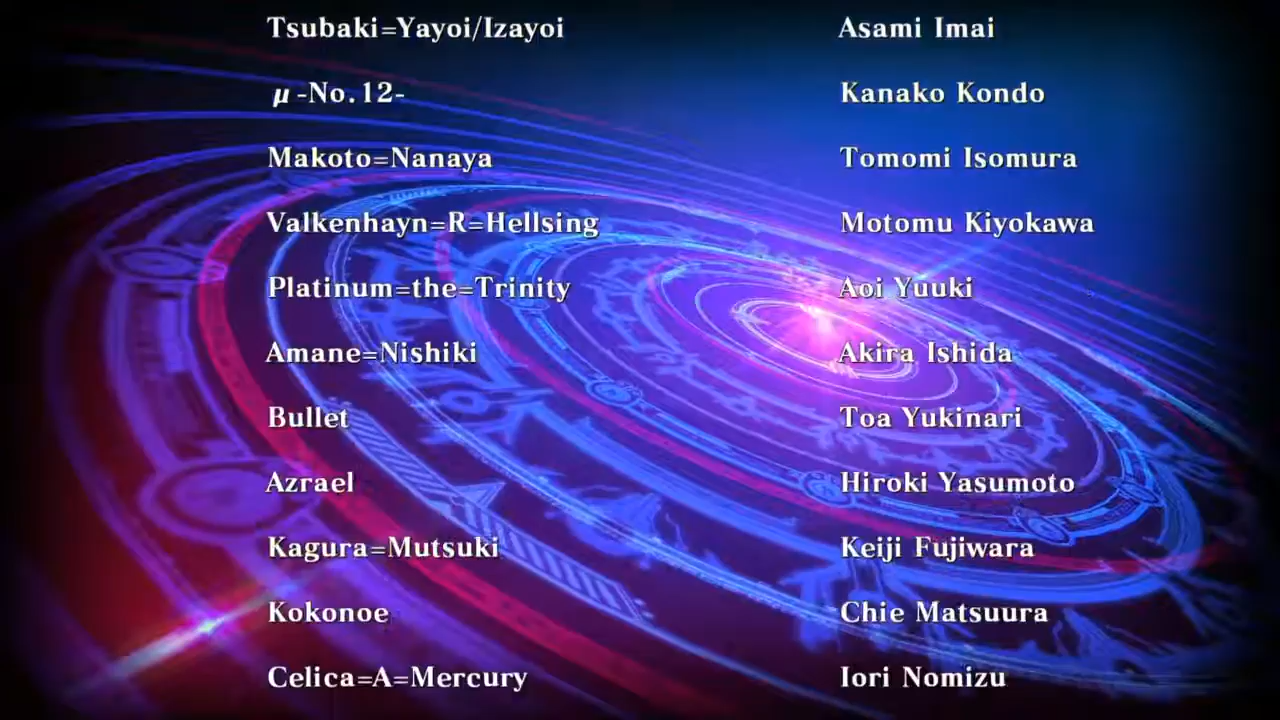 Tsubaki=Yayoi/Izayoi Asami Imai
μ-No.12- Kanako Kondo
Makoto=Nanaya Tomomi Isomura
Valkenhayn=R=Hellsing Motomu Kiyokawa
Platinum=the=Trinity Aoi Yuuki
Amane=Nishiki Akira Ishida
Bullet Toa Yukinari
Azrael Hiroki Yasumoto
Kagura=Mutsuki Keiji Fujiwara
Kokonoe Chie Matsuura
Celica=A=Mercury Iori Nomizu